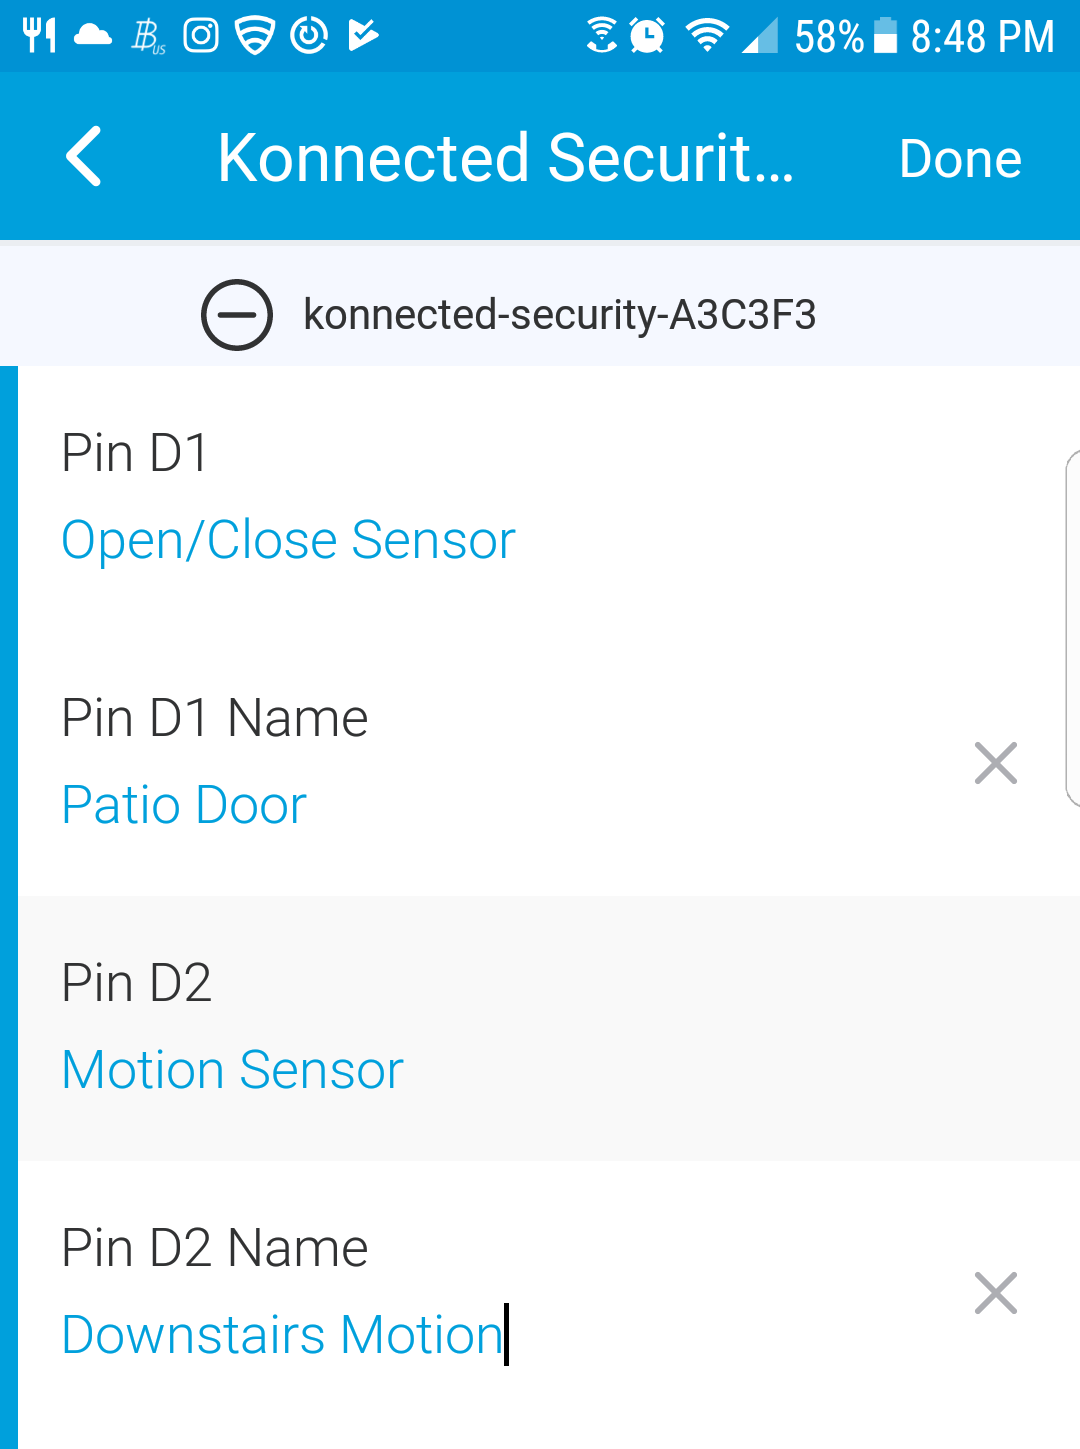 58% 8:48 PM
Konnected Securit... Done
konnected-security-A3C3F3
Pin D1
Open/Close Sensor
Pin D1 Name
Patio Door
Pin D2
Motion Sensor
Pin D2 Name
Downstairs Motion